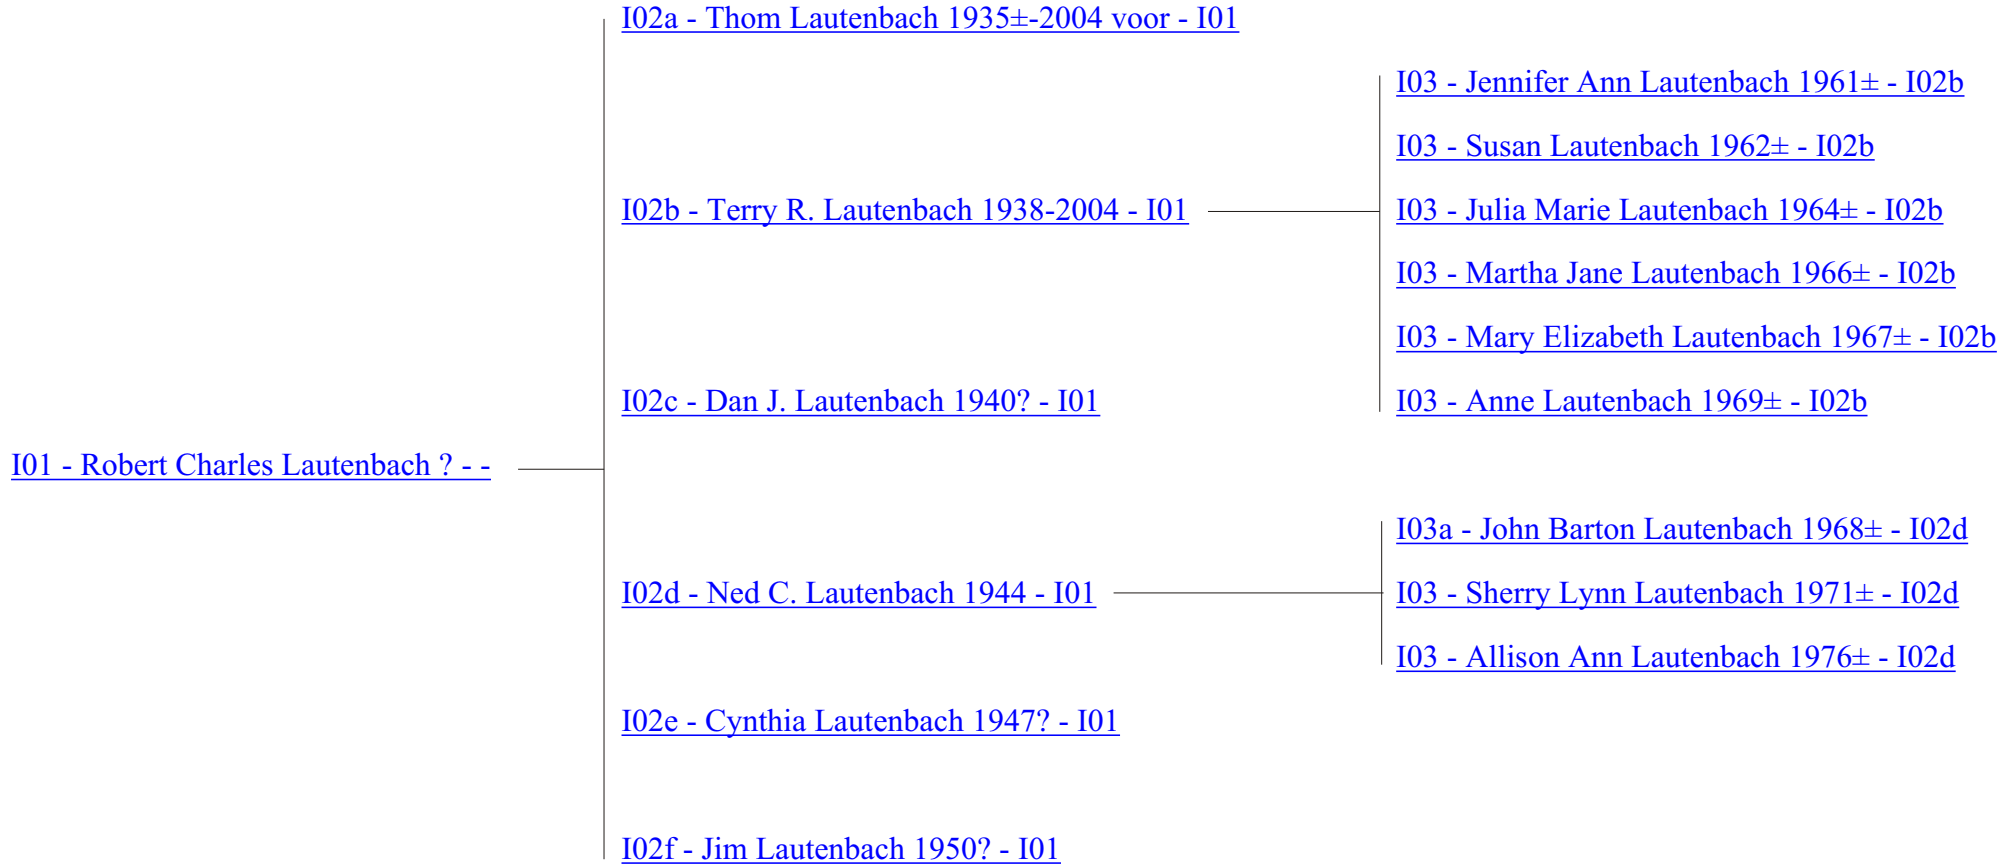 I02a - Thom Lautenbach 1935±-2004 voor - I01
I03 - Jennifer Ann Lautenbach 1961± - I02b
I03 - Susan Lautenbach 1962± - I02b
I02b - Terry R. Lautenbach 1938-2004 - I01
I03 - Julia Marie Lautenbach 1964± - I02b
I03 - Martha Jane Lautenbach 1966± - I02b
I03 - Mary Elizabeth Lautenbach 1967± - I02b
I02c - Dan J. Lautenbach 1940? - I01
I03 - Anne Lautenbach 1969± - I02b
I01 - Robert Charles Lautenbach ? - -
I03a - John Barton Lautenbach 1968± - I02d
I02d - Ned C. Lautenbach 1944 - I01
I03 - Sherry Lynn Lautenbach 1971± - I02d
I03 - Allison Ann Lautenbach 1976± - I02d
I02e - Cynthia Lautenbach 1947? - I01
I02f - Jim Lautenbach 1950? - I01